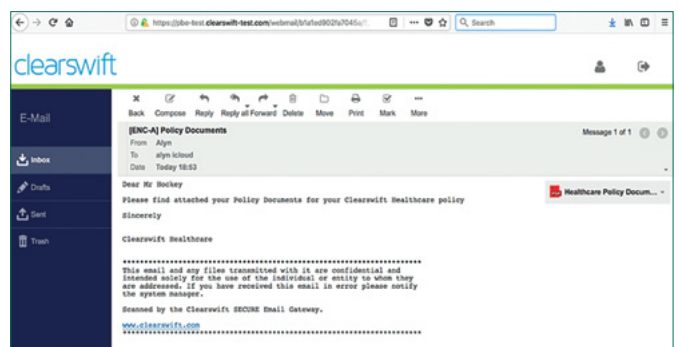 https://pbe-test.clearswift-test.com/webmail/
Search
clearswift
E-Mail
Inbox
Drafts
Sent
Trash
Back Compose Reply Reply all Forward Delete Move Print Mark More
[ENC-A] Policy Documents
Message 1 of 1
From Alyn
To alyn icloud
Date Today 18:53
Dear Mr Hockey
Please find attached your Policy Documents for your Clearswift Healthcare policy
Sincerely
Clearswift Healthcare
Healthcare Policy Docum...
This email and any files transmitted with it are confidential and
intended solely for the use of the individual or entity to whom they
are addressed. If you have received this email in error please notify
the system manager.
Scanned by the Clearswift SECURE Email Gateway.
www.clearswift.com